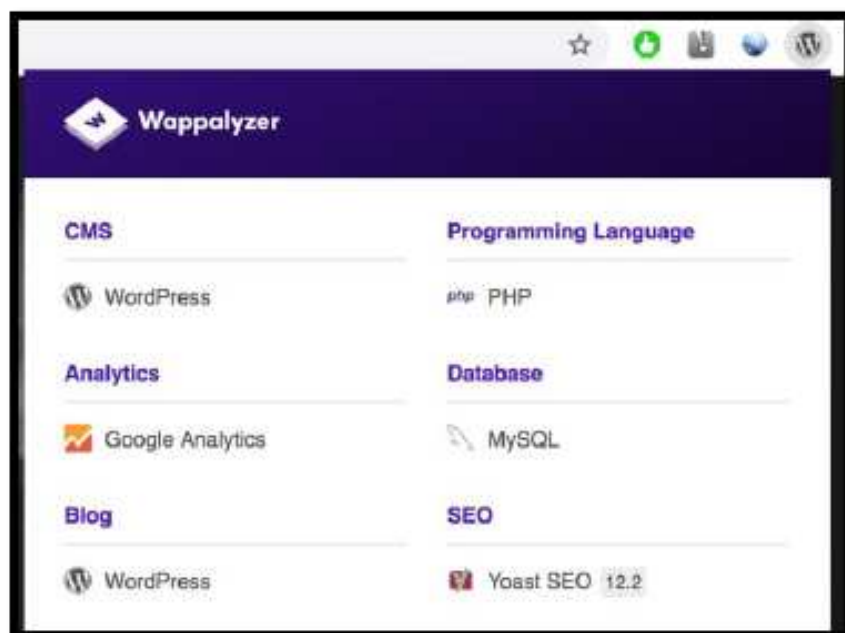 Wappalyzer
CMS
Programming Language
WordPress
php PHP
Analytics
Database
Google Analytics
MySQL
Blog
SEO
WordPress
Yoast SEO 12.2